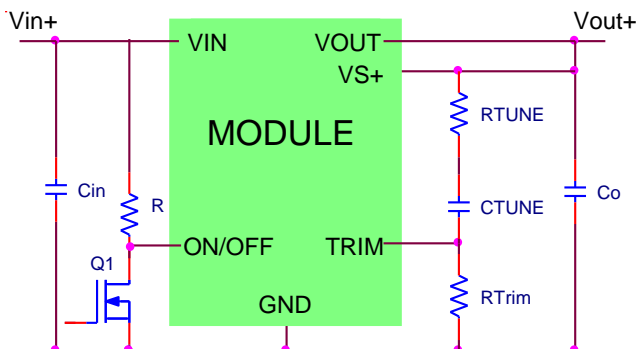 Vin+ Vout+
VIN VOUT
VS+
RTUNE
MODULE
Cin R CTUNE Co
ON/OFF TRIM
Q1
GND RTrim